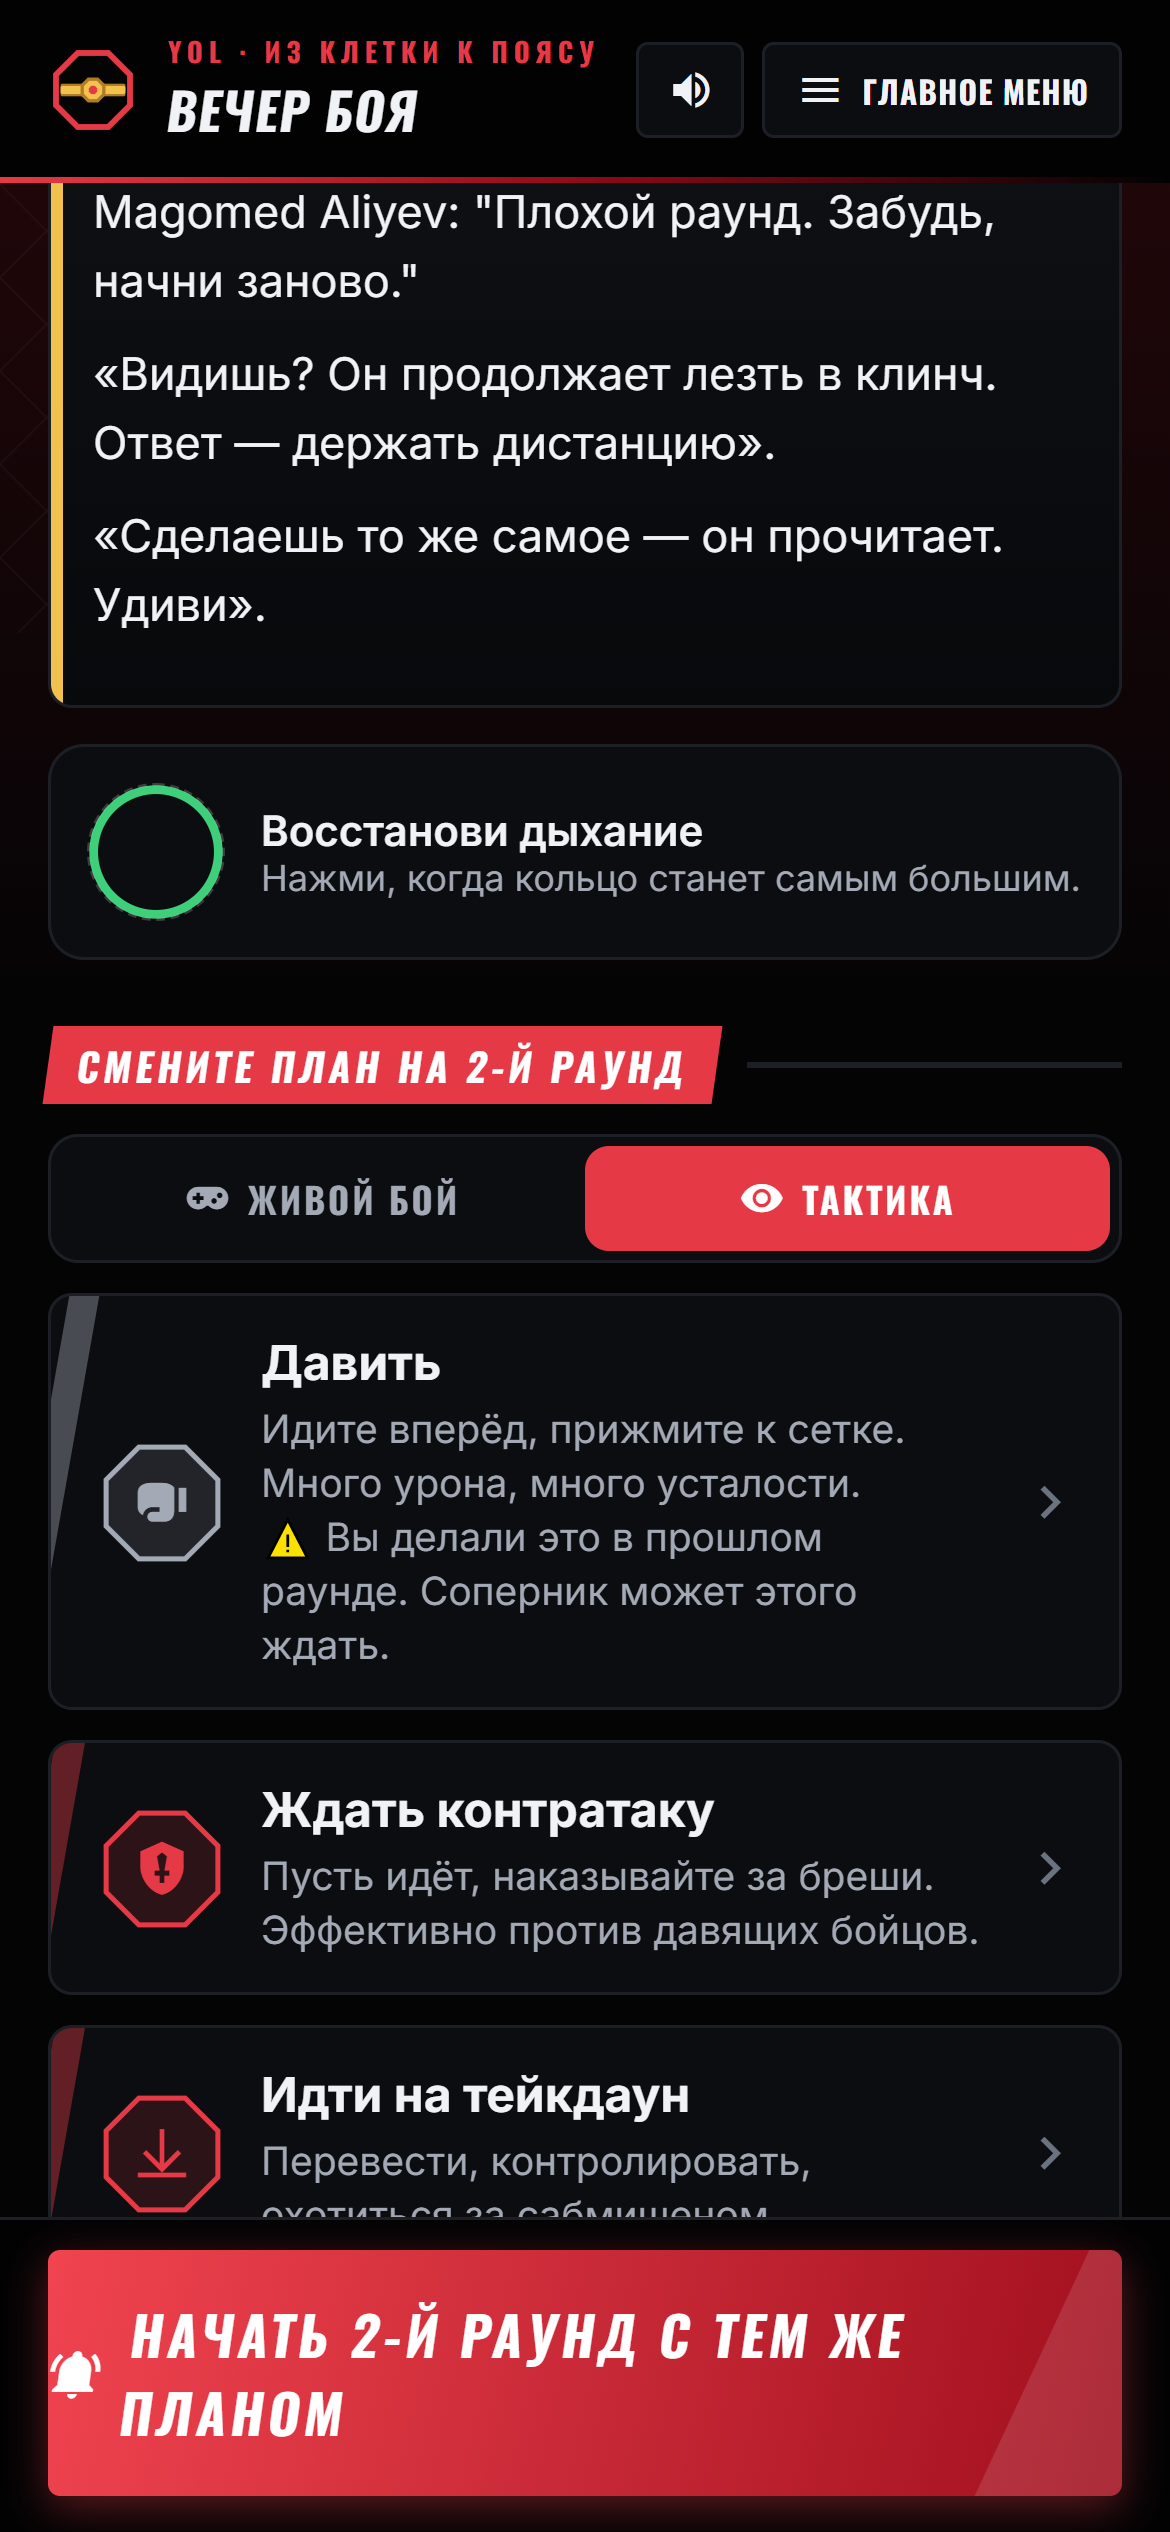 YOL · ИЗ КЛЕТКИ К ПОЯСУ
ВЕЧЕР БОЯ
ГЛАВНОЕ МЕНЮ
Magomed Aliyev: "Плохой раунд. Забудь,
начни заново."
«Видишь? Он продолжает лезть в клинч.
Ответ — держать дистанцию».
«Сделаешь то же самое — он прочитает.
Удиви».
Восстанови дыхание
Нажми, когда кольцо станет самым большим.
СМЕНИТЕ ПЛАН НА 2-Й РАУНД
ЖИВОЙ БОЙ
ТАКТИКА
Давить
Идите вперёд, прижмите к сетке.
Много урона, много усталости.
⚠️ Вы делали это в прошлом
раунде. Соперник может этого
ждать.
Ждать контратаку
Пусть идёт, наказывайте за бреши.
Эффективно против давящих бойцов.
Идти на тейкдаун
Перевести, контролировать,
охотиться за сабмишеном.
НАЧАТЬ 2-Й РАУНД С ТЕМ ЖЕ
ПЛАНОМ